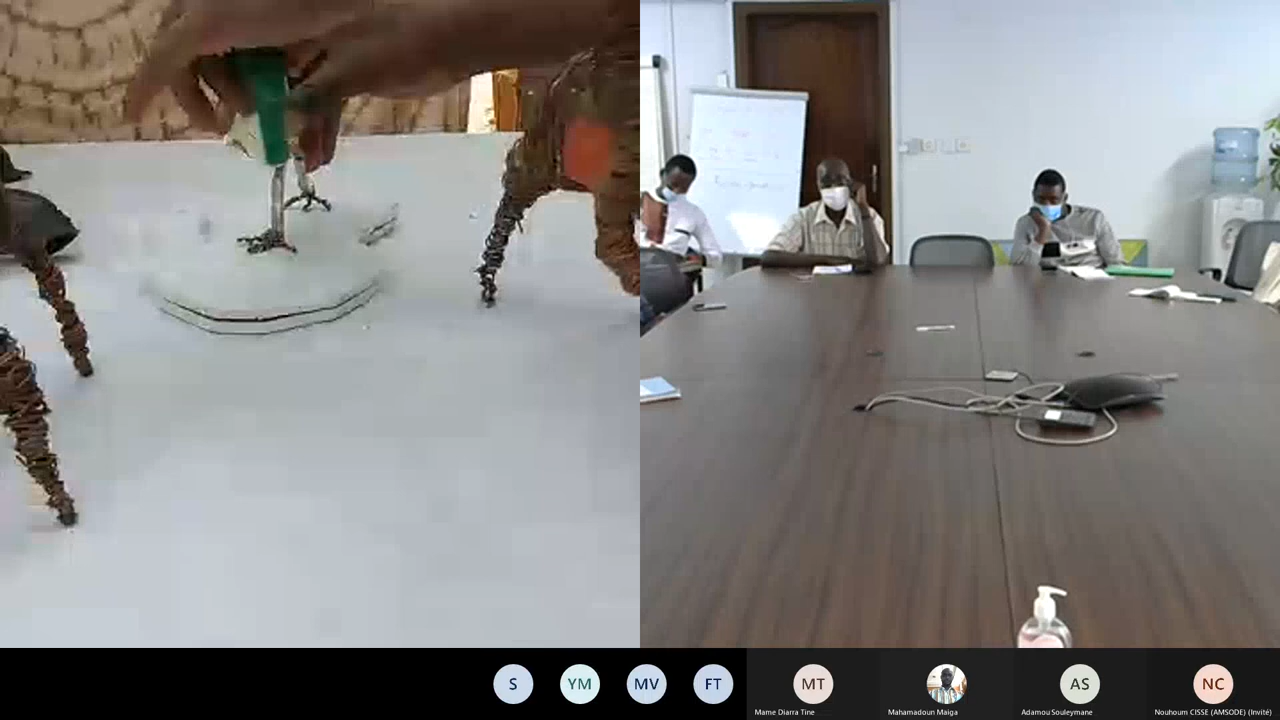 S
YM
MV
FT
MT
AS
NC
Mame Diarra Tine
Mahamadoun Maiga
Adamou Souleymane
Nouhoum CISSE (AMSODE) (Invité)